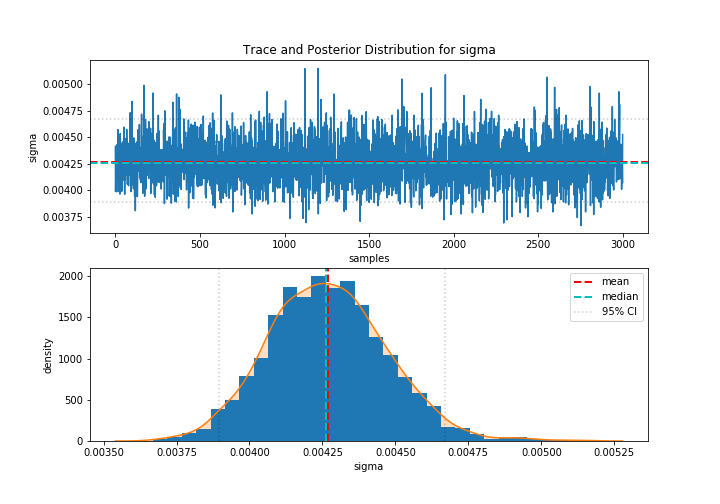 Trace and Posterior Distribution for sigma
0.00500
0.00475
0.00450
0.00425
0.00400
0.00375
sigma
0 500 1000 1500 2000 2500 3000
samples
2000
1500
1000
500
0
density
mean
median
95% CI
0.00350 0.00375 0.00400 0.00425 0.00450 0.00475 0.00500 0.00525
sigma